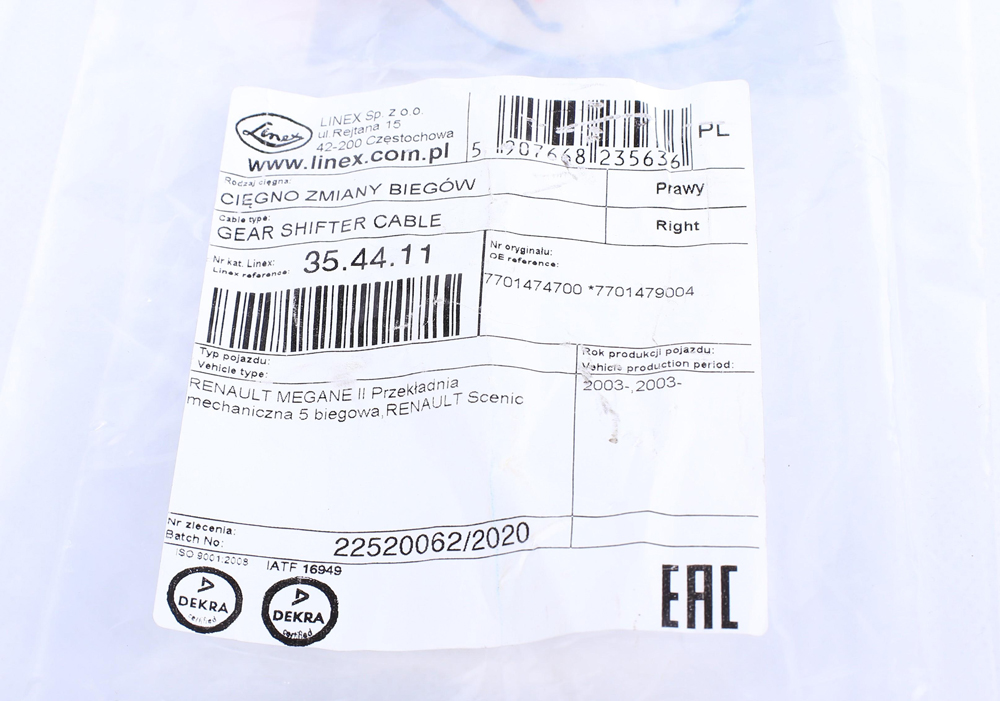 Linex
LINEX Sp. z o.o.
ul.Rejtana 15
42-200 Częstochowa
www.linex.com.pl
5 907668 235636
PL
Rodzaj cięgna:
CIĘGNO ZMIANY BIEGÓW
Prawy
Cable type:
GEAR SHIFTER CABLE
Right
Nr kat. Linex:
Linex reference:
35.44.11
Nr oryginału:
OE reference:
7701474700 *7701479004
Typ pojazdu:
Vehicle type:
Rok produkcji pojazdu:
Vehicle production period:
RENAULT MEGANE II Przekładnia
mechaniczna 5 biegowa,RENAULT Scenic
2003-,2003-
Nr zlecenia:
Batch No:
22520062/2020
ISO 9001:2008
IATF 16949
DEKRA
Certified
DEKRA
Certified
EAC